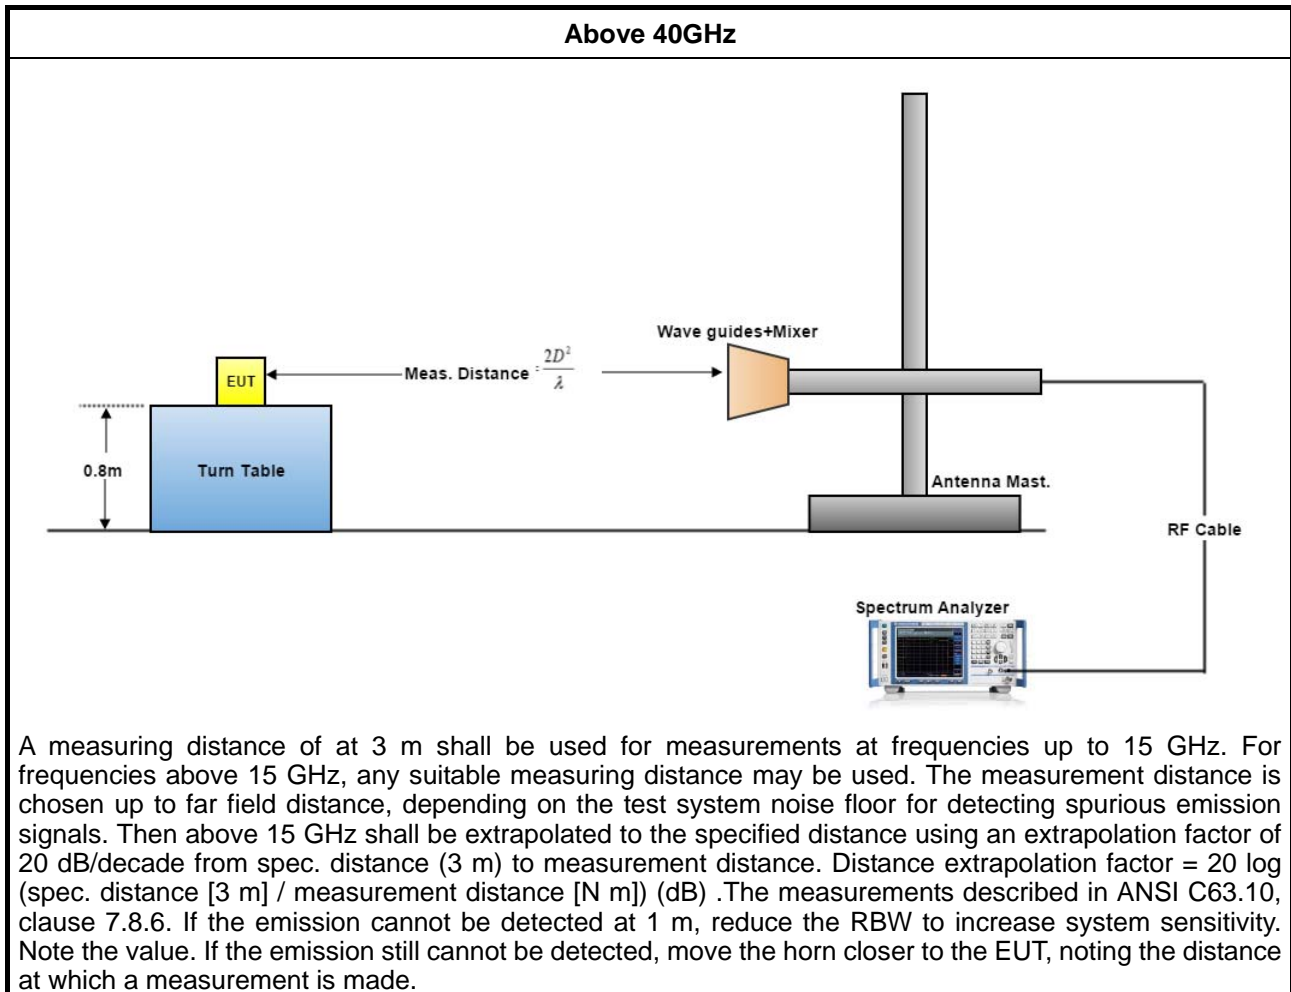 Above 40GHz
Wave guides+Mixer
EUT
Meas. Distance = 2D²/λ
0.8m
Turn Table
Antenna Mast.
RF Cable
Spectrum Analyzer
A measuring distance of at 3 m shall be used for measurements at frequencies up to 15 GHz. For
frequencies above 15 GHz, any suitable measuring distance may be used. The measurement distance is
chosen up to far field distance, depending on the test system noise floor for detecting spurious emission
signals. Then above 15 GHz shall be extrapolated to the specified distance using an extrapolation factor of
20 dB/decade from spec. distance (3 m) to measurement distance. Distance extrapolation factor = 20 log
(spec. distance [3 m] / measurement distance [N m]) (dB) .The measurements described in ANSI C63.10,
clause 7.8.6. If the emission cannot be detected at 1 m, reduce the RBW to increase system sensitivity.
Note the value. If the emission still cannot be detected, move the horn closer to the EUT, noting the distance
at which a measurement is made.